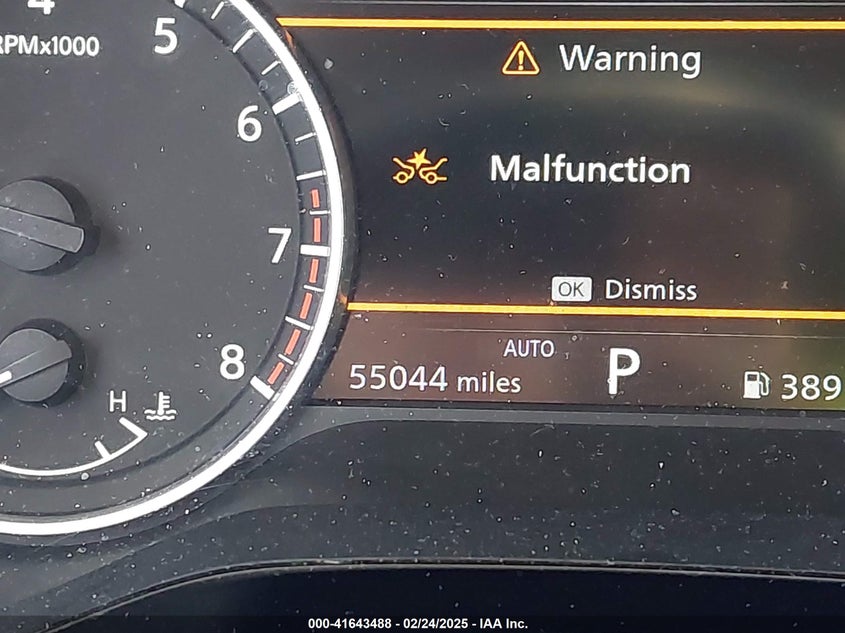 4
5
RPMx1000
6
7
8
H
Warning
Malfunction
OK Dismiss
AUTO
55044 miles
P
389
000-41643488 - 02/24/2025 - IAA Inc.